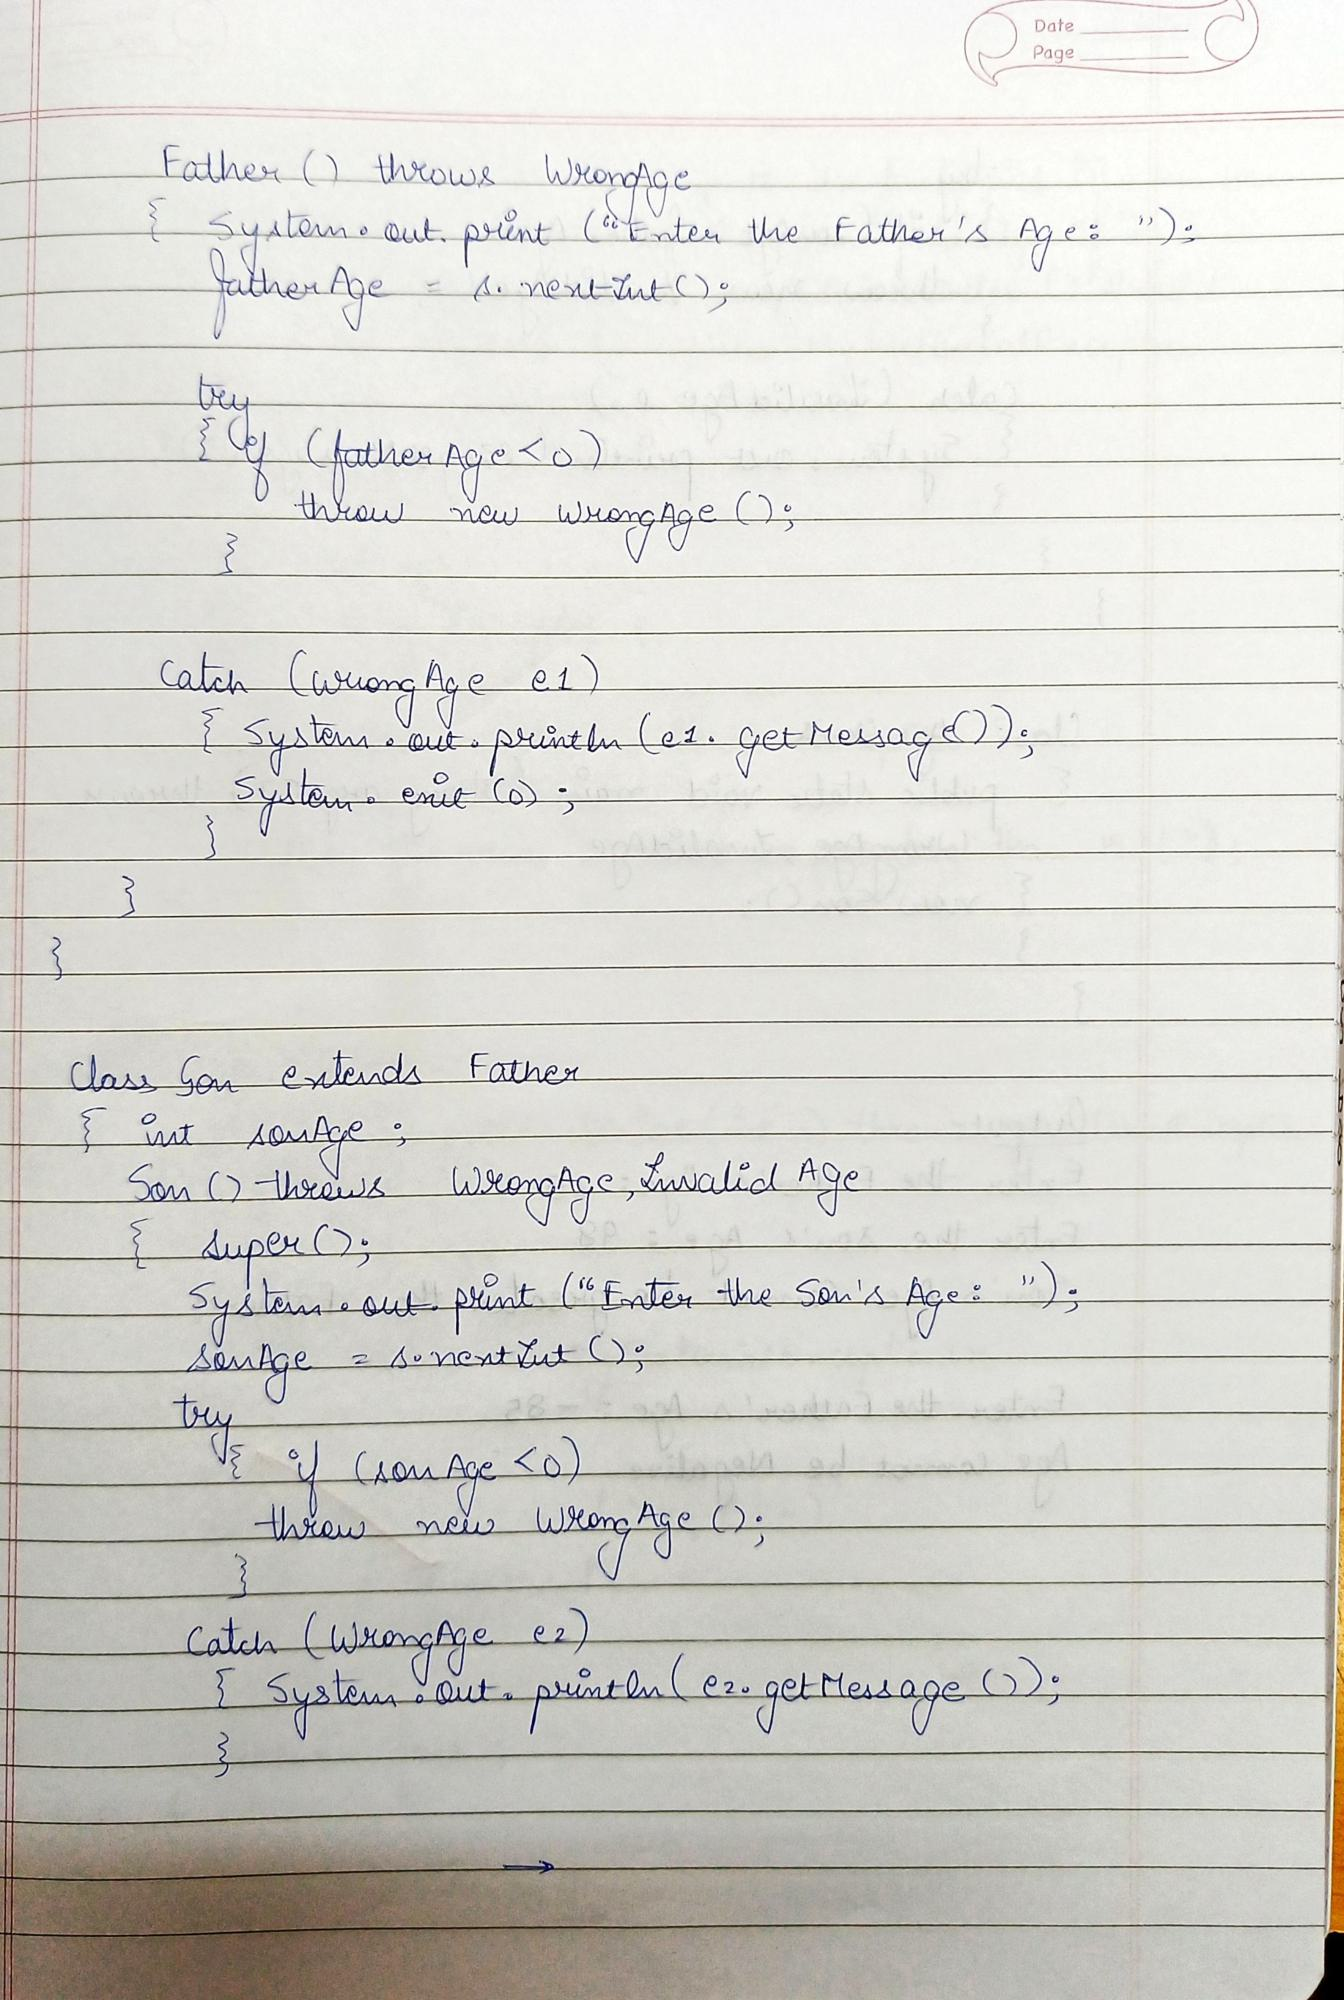 Date
Page
Father () throws WrongAge
{ System.out.print ("Enter the Father's Age: ");
fatherAge = s.nextInt();
try
{ if (fatherAge<0)
throw new WrongAge ();
}
catch (WrongAge e1)
{ System.out.println (e1.getMessage());
System.exit (0);
}
}
}
Class Son extends Father
{ int sonAge;
Son () throws WrongAge, Invalid Age
{ super();
System.out.print ("Enter the Son's Age: ");
sonAge = s.nextInt ();
try
{ if (sonAge <0)
throw new WrongAge ();
}
catch (WrongAge e2)
{ System.out.println( e2.getMessage ());
}
→